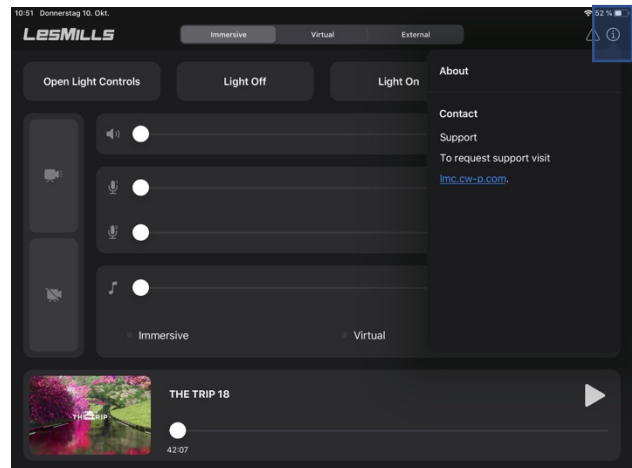 10:51 Donnerstag 10. Okt.
52 %
LesMILLS
Immersive
Virtual
External
Open Light Controls
Light Off
Light On
About
Contact
Support
To request support visit
lmc.cw-p.com.
Immersive
Virtual
THE TRIP
THE TRIP 18
42:07